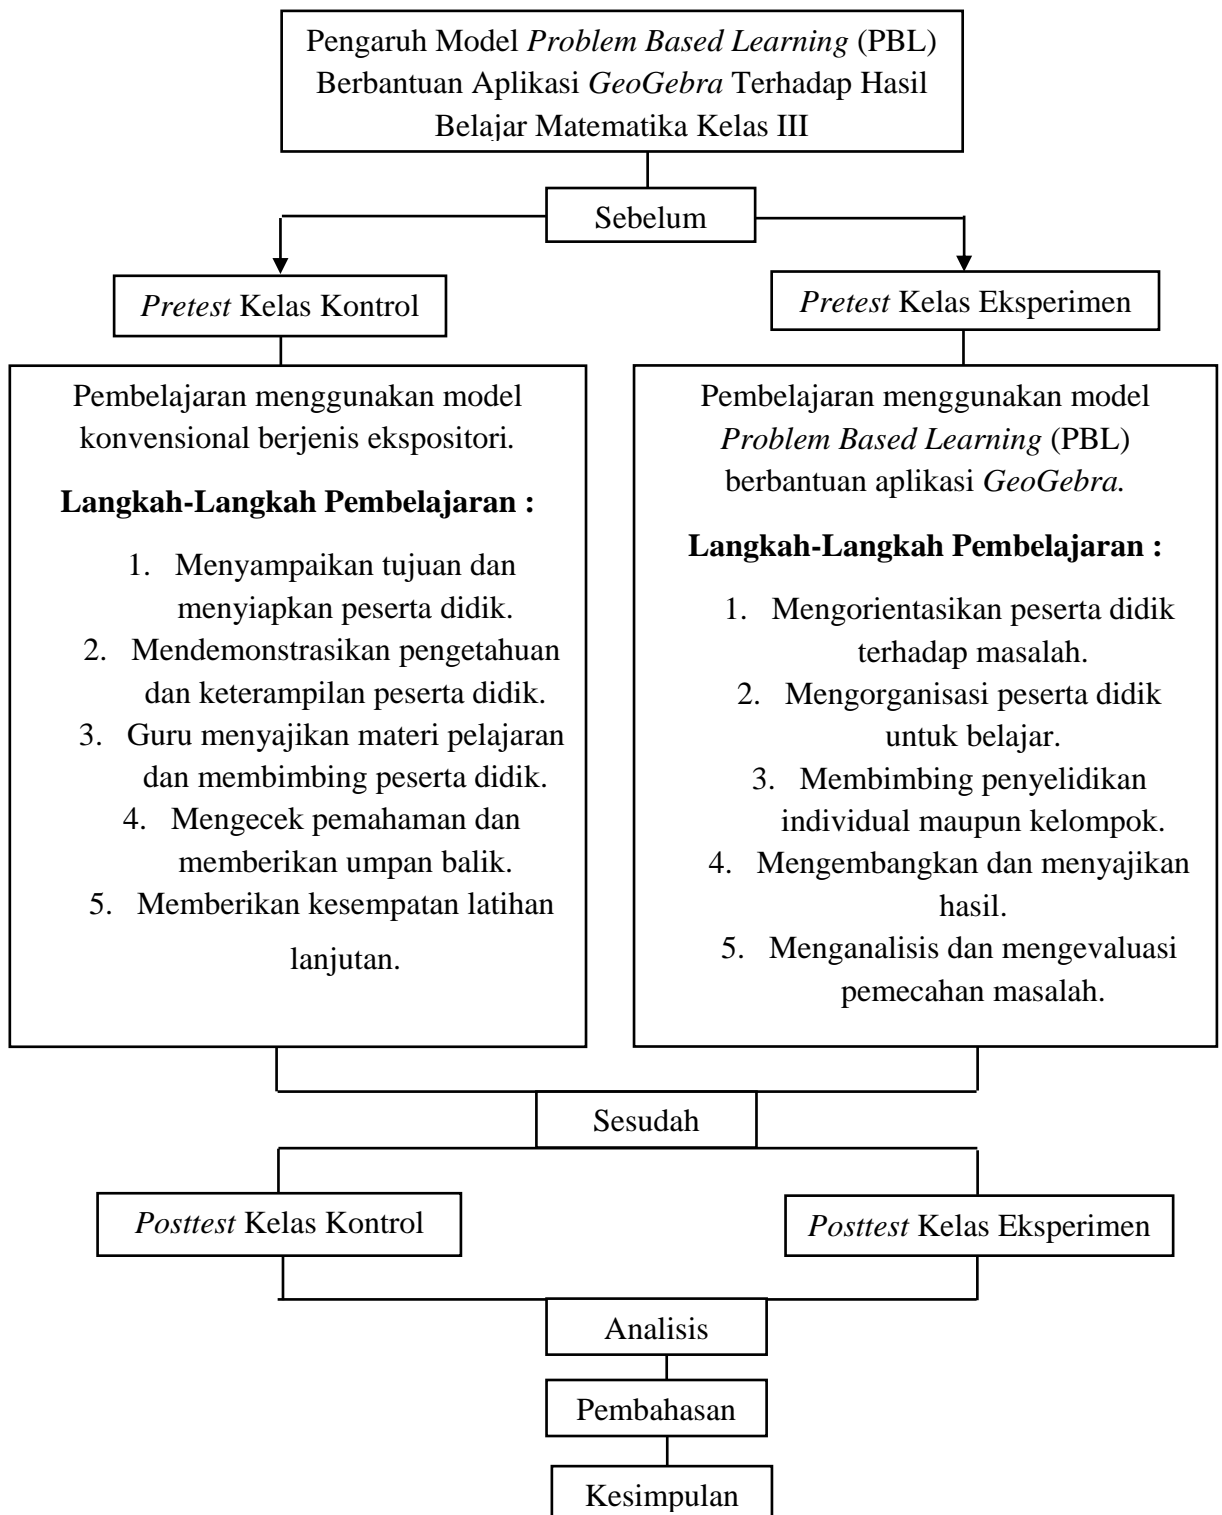 Pengaruh Model Problem Based Learning (PBL)
Berbantuan Aplikasi GeoGebra Terhadap Hasil
Belajar Matematika Kelas III
Sebelum
Pretest Kelas Kontrol
Pretest Kelas Eksperimen
Pembelajaran menggunakan model
konvensional berjenis ekspositori.
Langkah-Langkah Pembelajaran :
1. Menyampaikan tujuan dan
menyiapkan peserta didik.
2. Mendemonstrasikan pengetahuan
dan keterampilan peserta didik.
3. Guru menyajikan materi pelajaran
dan membimbing peserta didik.
4. Mengecek pemahaman dan
memberikan umpan balik.
5. Memberikan kesempatan latihan
lanjutan.
Pembelajaran menggunakan model
Problem Based Learning (PBL)
berbantuan aplikasi GeoGebra.
Langkah-Langkah Pembelajaran :
1. Mengorientasikan peserta didik
terhadap masalah.
2. Mengorganisasi peserta didik
untuk belajar.
3. Membimbing penyelidikan
individual maupun kelompok.
4. Mengembangkan dan menyajikan
hasil.
5. Menganalisis dan mengevaluasi
pemecahan masalah.
Sesudah
Posttest Kelas Kontrol
Posttest Kelas Eksperimen
Analisis
Pembahasan
Kesimpulan